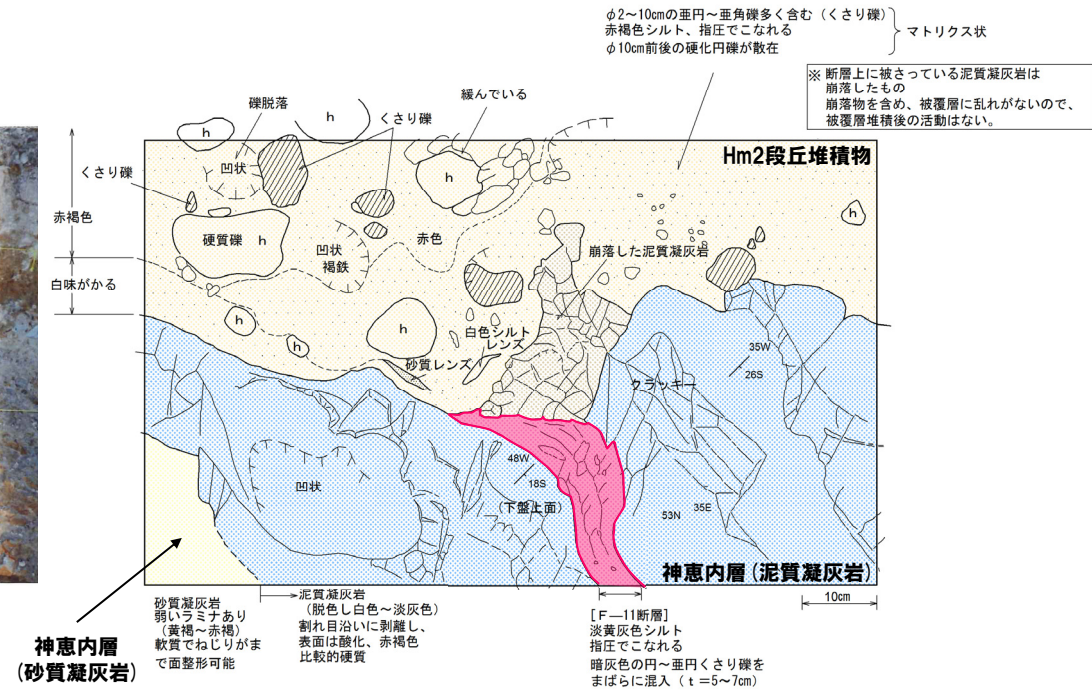 φ2～10cmの亜円～亜角礫多く含む（くさり礫）
赤褐色シルト、指圧でこなれる
φ10cm前後の硬化円礫が散在
マトリクス状
※ 断層上に被さっている泥質凝灰岩は
崩落したもの
崩落物を含め、被覆層に乱れがないので、
被覆層堆積後の活動はない。
礫脱落
くさり礫
緩んでいる
h
h
Hm2段丘堆積物
くさり礫
凹状
h
h
赤褐色
硬質礫 h
凹状
褐鉄
赤色
崩落した泥質凝灰岩
白味がかる
h
h
h
白色シルト
レンズ
砂質レンズ
35W
26S
クラッキー
48W
18S
（下盤上面）
凹状
53N
35E
神恵内層（泥質凝灰岩）
10cm
砂質凝灰岩
弱いラミナあり
（黄褐～赤褐）
軟質でねじりがま
で面整形可能
泥質凝灰岩
（脱色し白色～淡灰色）
割れ目沿いに剥離し、
表面は酸化、赤褐色
比較的硬質
[Ｆ－11断層]
淡黄灰色シルト
指圧でこなれる
暗灰色の円～亜円くさり礫を
まばらに混入（ｔ＝5～7cm）
神恵内層
（砂質凝灰岩）